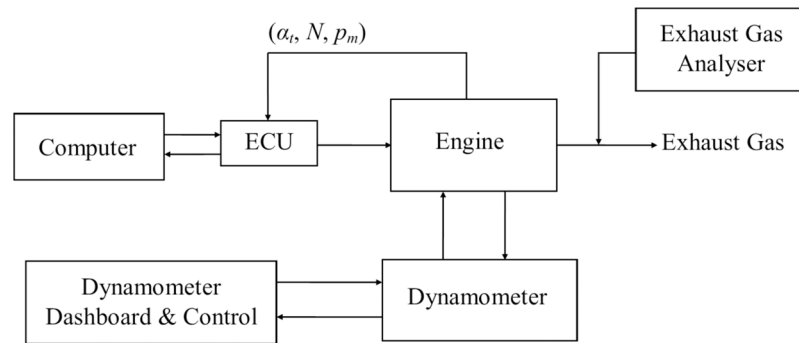 (αt, N, pm)
Exhaust Gas
Analyser
Computer
ECU
Engine
Exhaust Gas
Dynamometer
Dashboard & Control
Dynamometer